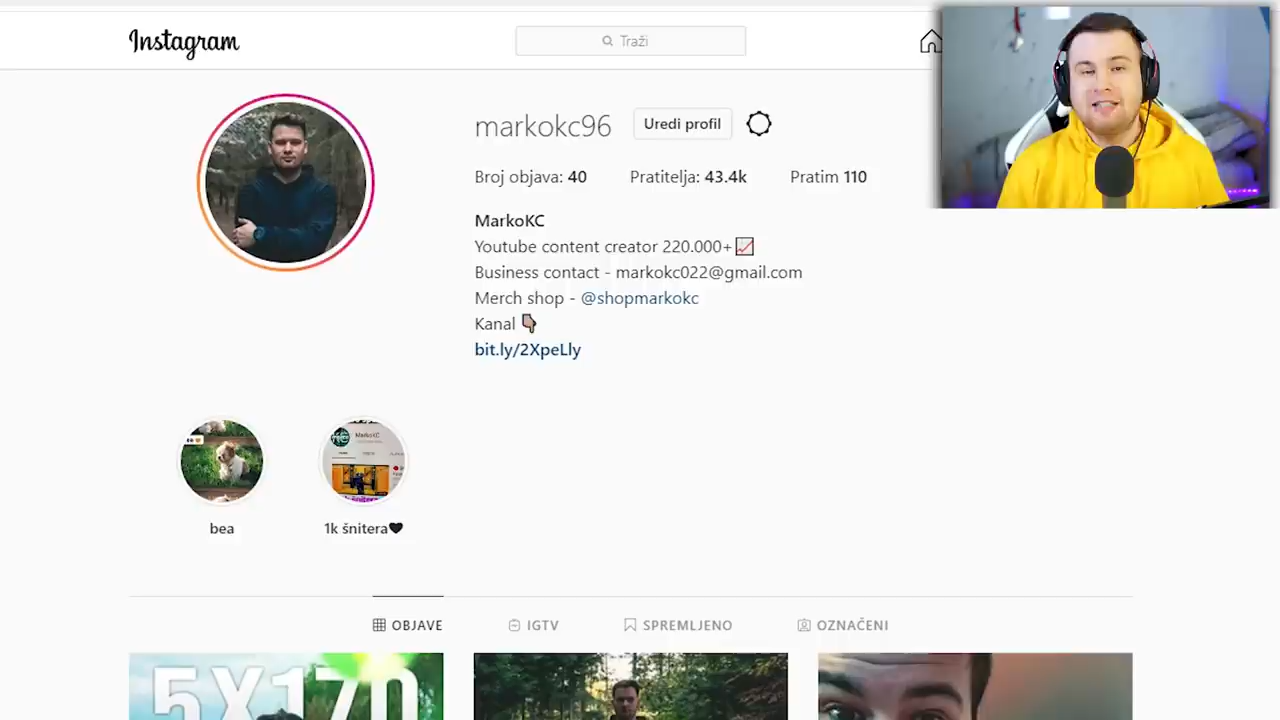 Instagram
Traži
markokc96
Uredi profil
Broj objava: 40 Pratitelja: 43.4k Pratim 110
MarkoKC
Youtube content creator 220.000+📈
Business contact - markokc022@gmail.com
Merch shop - @shopmarkokc
Kanal 👇🏽
bit.ly/2XpeLly
MarkoKC
bea 1k šnitera🖤
OBJAVE IGTV SPREMLJENO OZNAČENI
5X170